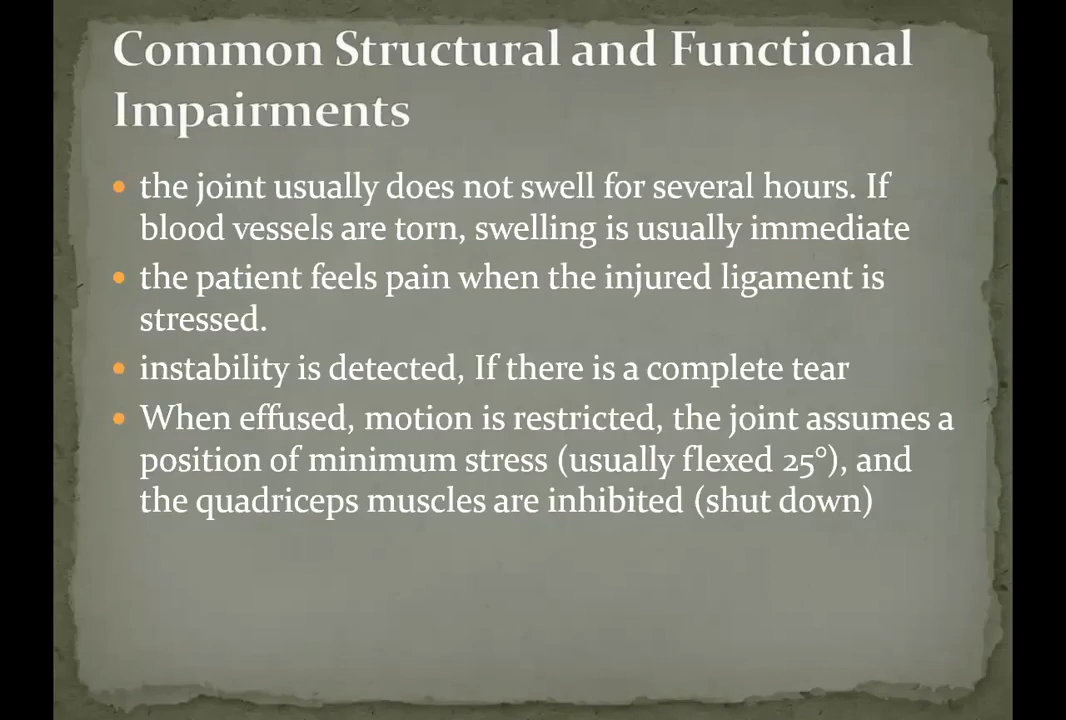 Common Structural and Functional
Impairments
• the joint usually does not swell for several hours. If
blood vessels are torn, swelling is usually immediate
• the patient feels pain when the injured ligament is
stressed.
• instability is detected, If there is a complete tear
• When effused, motion is restricted, the joint assumes a
position of minimum stress (usually flexed 25°), and
the quadriceps muscles are inhibited (shut down)